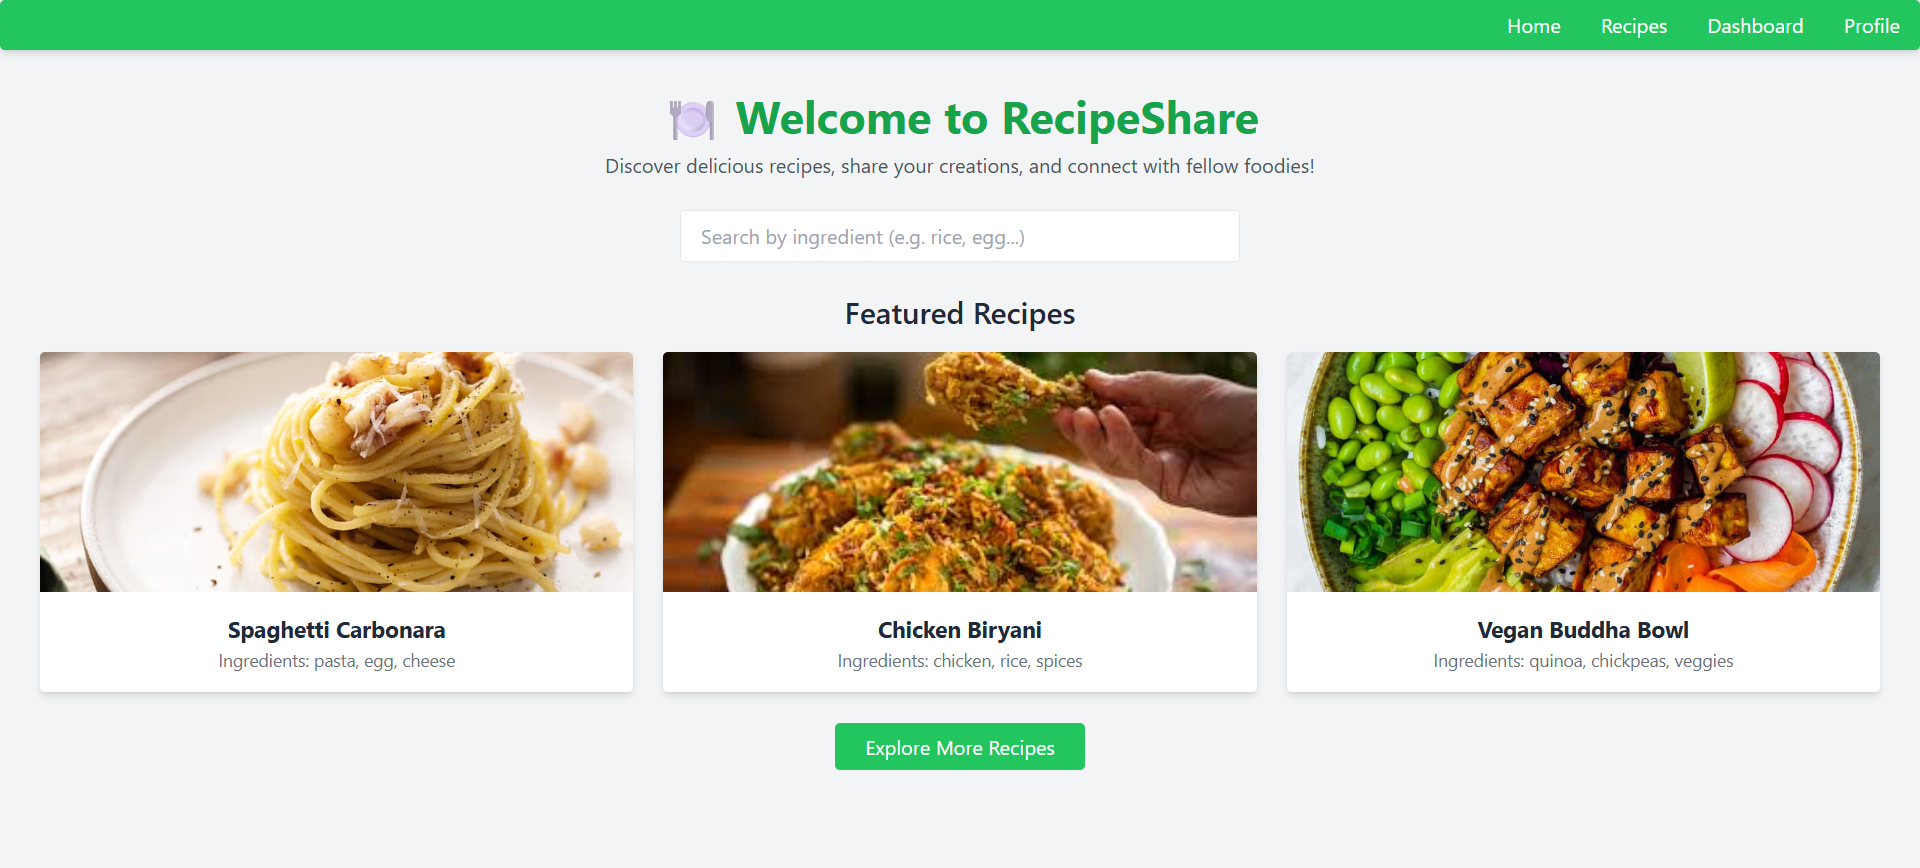 Home Recipes Dashboard Profile
🍽️ Welcome to RecipeShare
Discover delicious recipes, share your creations, and connect with fellow foodies!
Search by ingredient (e.g. rice, egg...)
Featured Recipes
Spaghetti Carbonara
Ingredients: pasta, egg, cheese
Chicken Biryani
Ingredients: chicken, rice, spices
Vegan Buddha Bowl
Ingredients: quinoa, chickpeas, veggies
Explore More Recipes